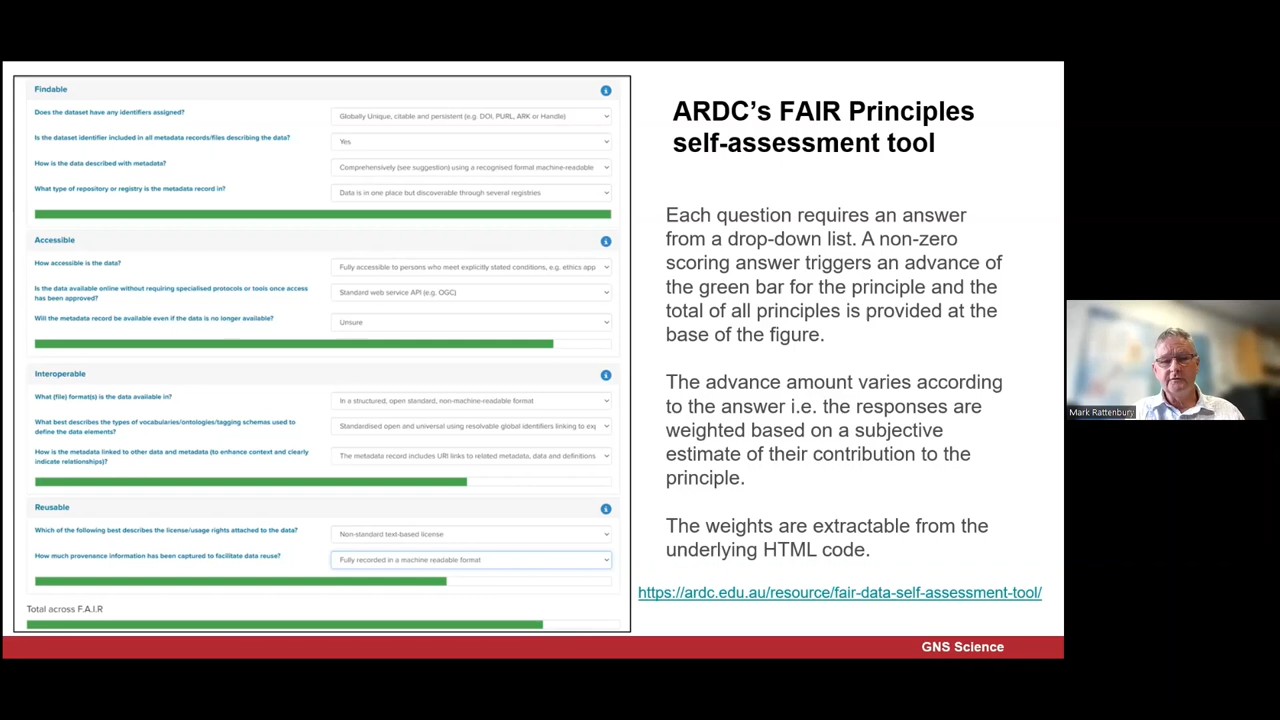 Findable
Does the dataset have any identifiers assigned?
Globally Unique, citable and persistent (e.g. DOI, PURL, ARK or Handle)
Is the dataset identifier included in all metadata records/files describing the data?
Yes
How is the data described with metadata?
Comprehensively (see suggestion) using a recognised formal machine-readable
What type of repository or registry is the metadata record in?
Data is in one place but discoverable through several registries
Accessible
How accessible is the data?
Fully accessible to persons who meet explicitly stated conditions, e.g. ethics app
Is the data available online without requiring specialised protocols or tools once access
has been approved?
Standard web service API (e.g. OGC)
Will the metadata record be available even if the data is no longer available?
Unsure
Interoperable
What (file) format(s) is the data available in?
In a structured, open standard, non-machine-readable format
What best describes the types of vocabularies/ontologies/tagging schemas used to
define the data elements?
Standardised open and universal using resolvable global identifiers linking to exp
How is the metadata linked to other data and metadata (to enhance context and clearly
indicate relationships)?
The metadata record includes URI links to related metadata, data and definitions
Reusable
Which of the following best describes the license/usage rights attached to the data?
Non-standard text-based license
How much provenance information has been captured to facilitate data reuse?
Fully recorded in a machine readable format
Total across F.A.I.R
ARDC’s FAIR Principles
self-assessment tool
Each question requires an answer
from a drop-down list. A non-zero
scoring answer triggers an advance of
the green bar for the principle and the
total of all principles is provided at the
base of the figure.
The advance amount varies according
to the answer i.e. the responses are
weighted based on a subjective
estimate of their contribution to the
principle.
The weights are extractable from the
underlying HTML code.
https://ardc.edu.au/resource/fair-data-self-assessment-tool/
GNS Science
Mark Rattenbury